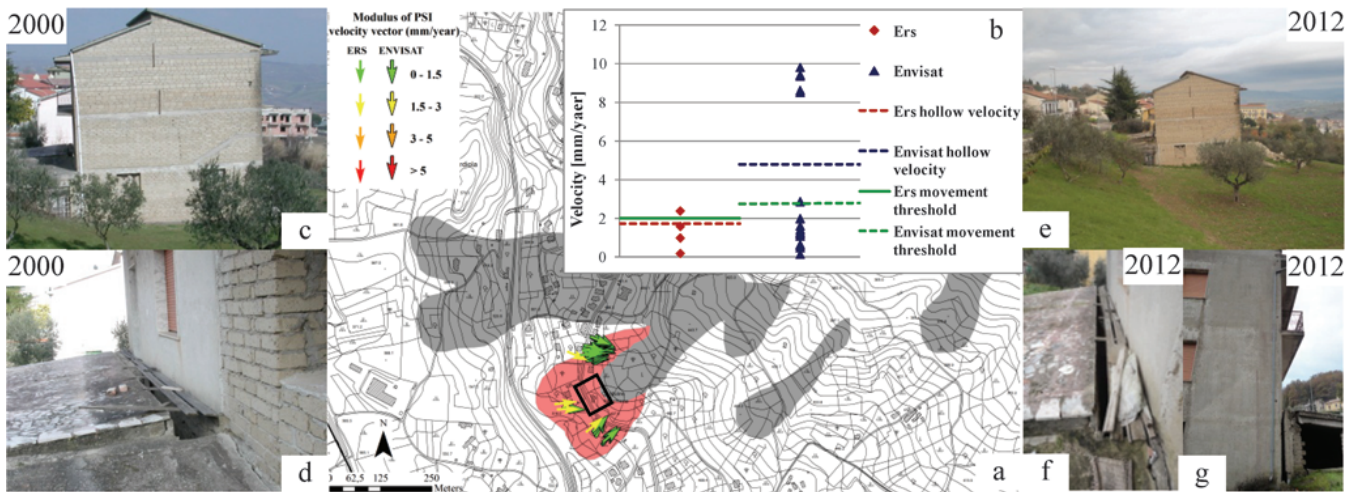 2000
c
2000
d
Modulus of PSI
velocity vector (mm/year)
ERS ENVISAT
0 - 1.5
1.5 - 3
3 - 5
> 5
N
0 62,5 125 250
Meters
a
b
Velocity [mm/yaer]
12
10
8
6
4
2
0
Ers
Envisat
Ers hollow velocity
Envisat hollow
velocity
Ers movement
threshold
Envisat movement
threshold
2012
e
2012
f
2012
g